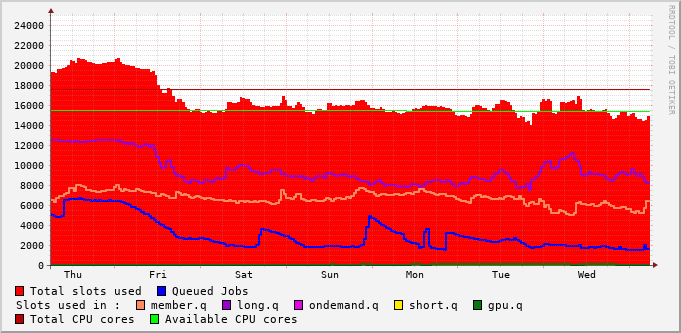 24000
22000
20000
18000
16000
14000
12000
10000
8000
6000
4000
2000
0
Thu Fri Sat Sun Mon Tue Wed
RRDTOOL / TOBI OETIKER
Total slots used Queued Jobs
Slots used in : member.q long.q ondemand.q short.q gpu.q
Total CPU cores Available CPU cores